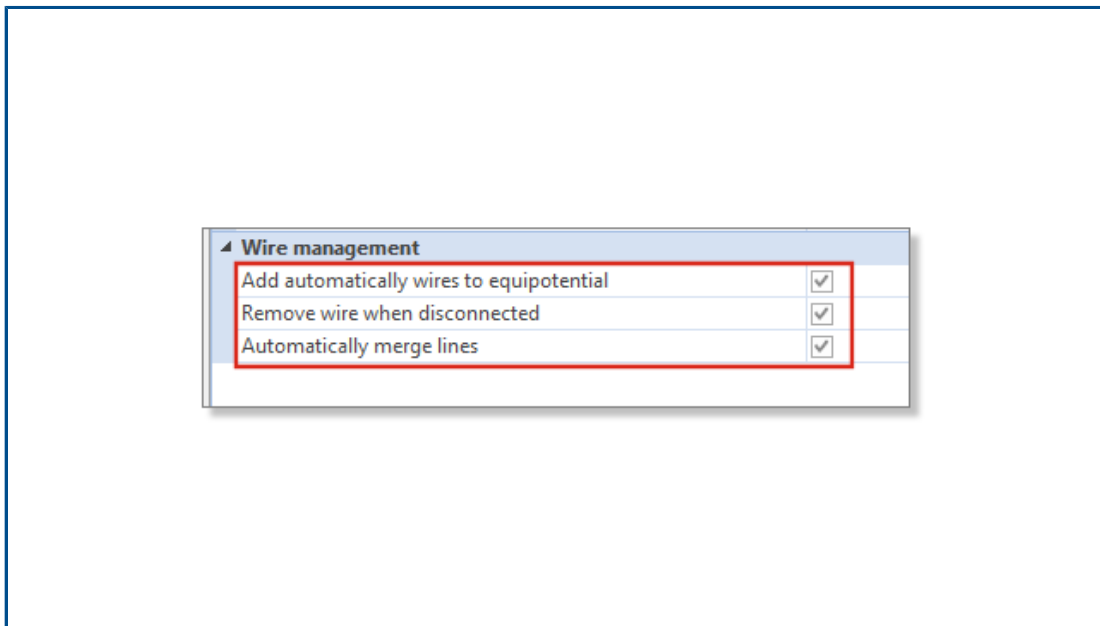 Wire management
Add automatically wires to equipotential
Remove wire when disconnected
Automatically merge lines